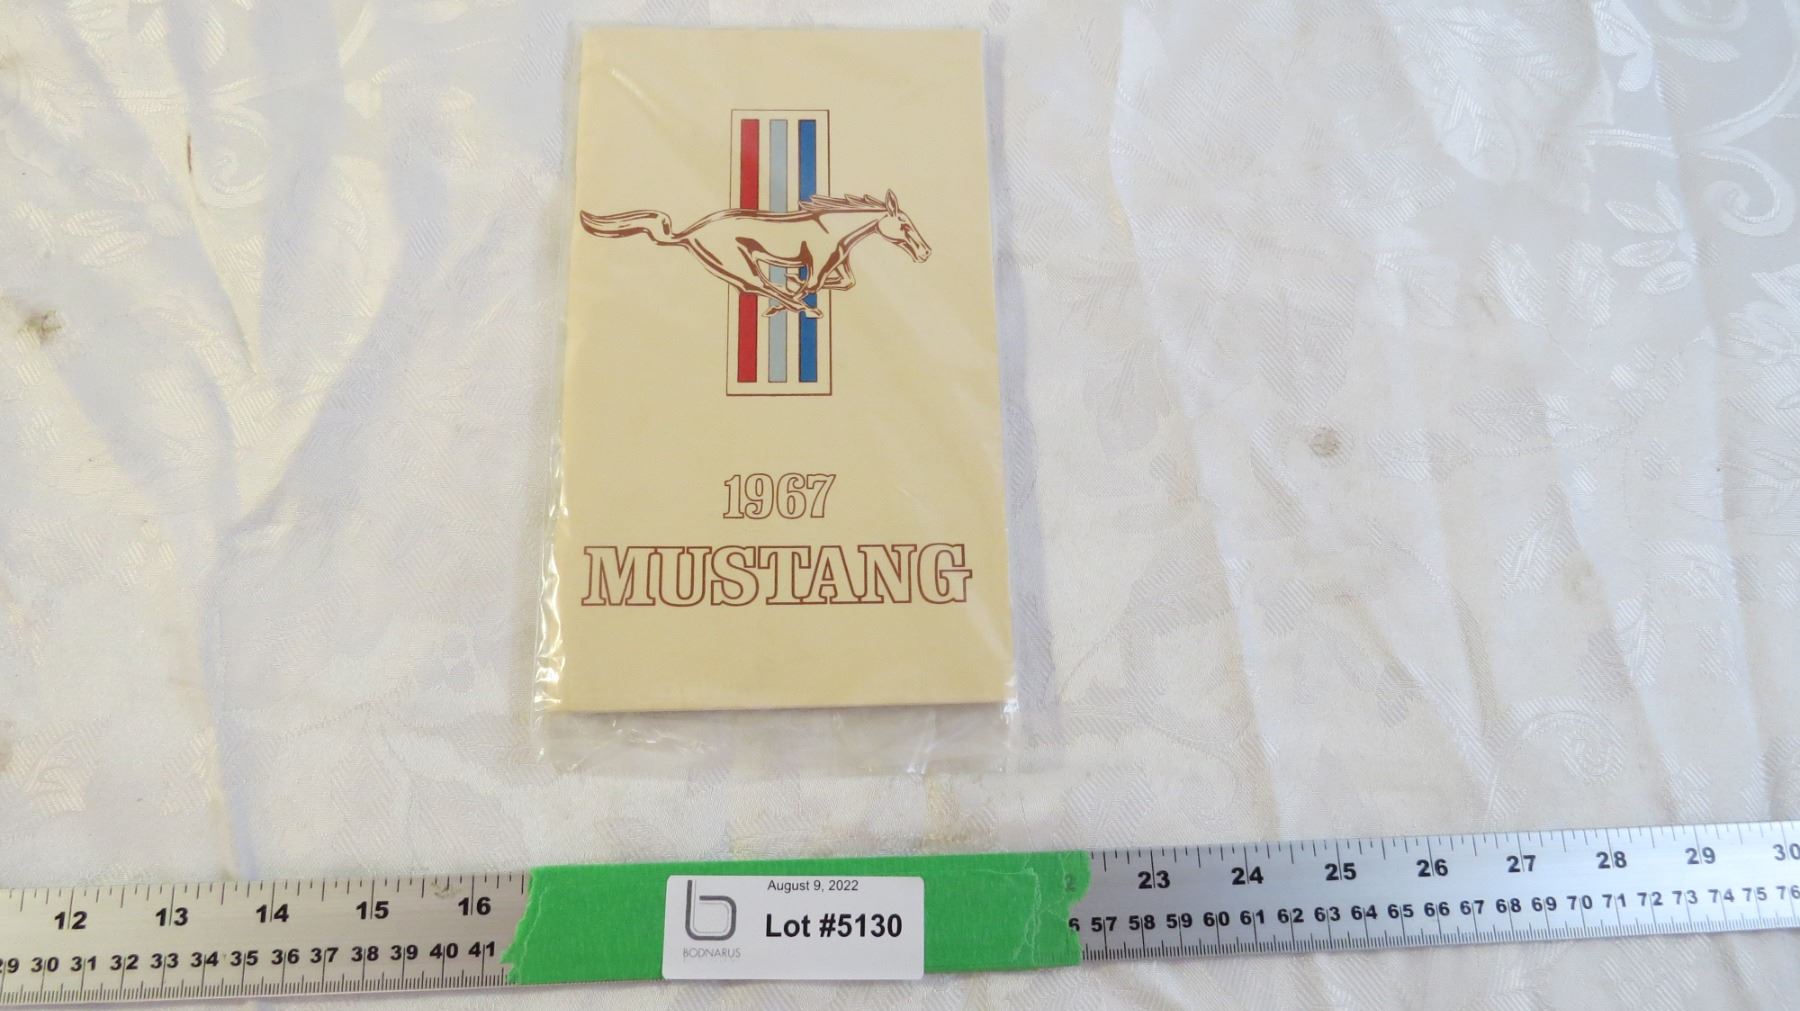 1967
MUSTANG
August 9, 2022
Lot #5130
BODNARUS
12 13 14 15 16 23 24 25 26 27 28 29 30
30 31 32 33 34 35 36 37 38 39 40 41 57 58 59 60 61 62 63 64 65 66 67 68 69 70 71 72 73 74 75 76